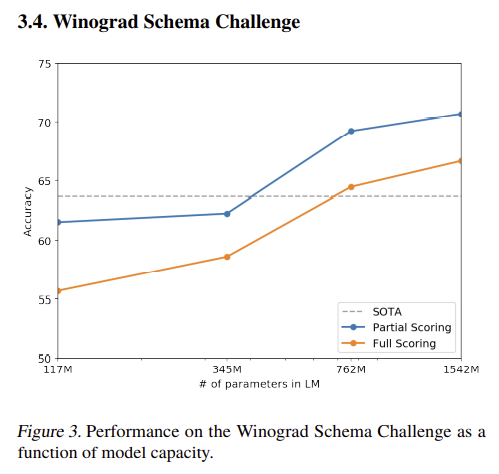 3.4. Winograd Schema Challenge
75
70
65
60
55
50
Accuracy
SOTA
Partial Scoring
Full Scoring
117M 345M 762M 1542M
# of parameters in LM
Figure 3. Performance on the Winograd Schema Challenge as a
function of model capacity.